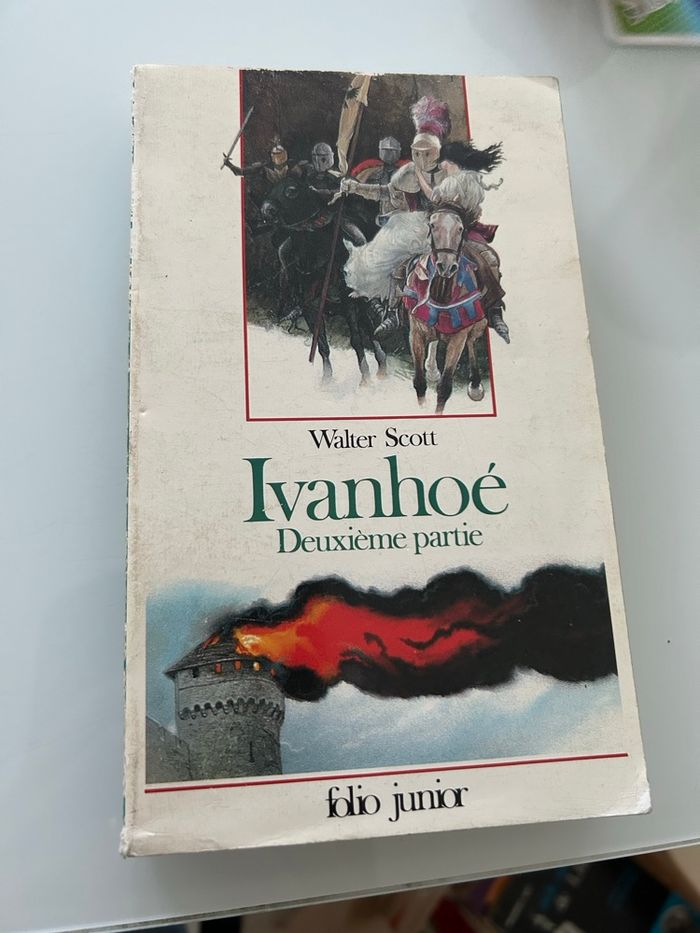 Walter Scott
Ivanhoé
Deuxième partie
folio junior